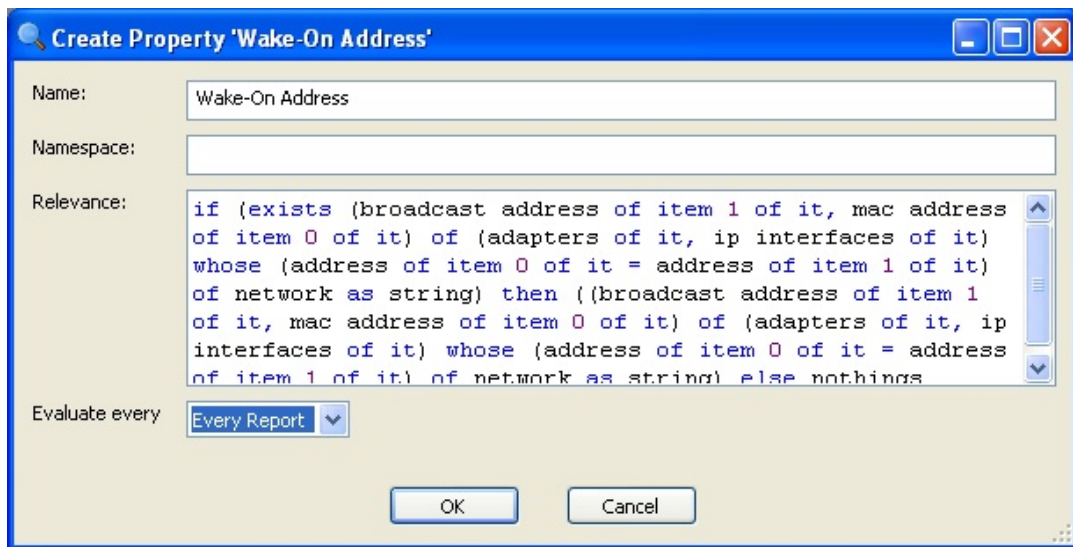 Create Property 'Wake-On Address'
Name:
Wake-On Address
Namespace:
Relevance:
if (exists (broadcast address of item 1 of it, mac address
of item 0 of it) of (adapters of it, ip interfaces of it)
whose (address of item 0 of it = address of item 1 of it)
of network as string) then ((broadcast address of item 1
of it, mac address of item 0 of it) of (adapters of it, ip
interfaces of it) whose (address of item 0 of it = address
of item 1 of it) of network as string) else nothings
Evaluate every
Every Report
OK
Cancel